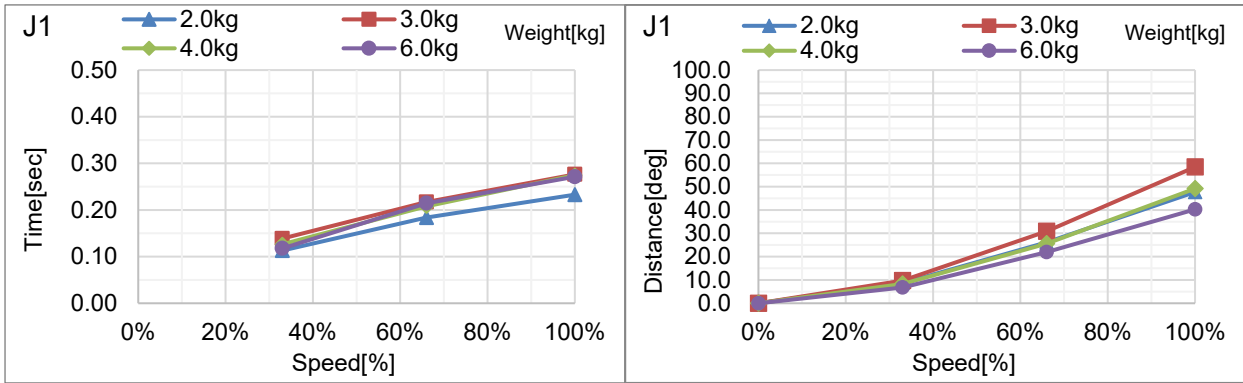 J1
2.0kg 3.0kg
4.0kg 6.0kg
Weight[kg]
0.50
0.40
0.30
0.20
0.10
0.00
Time[sec]
0% 20% 40% 60% 80% 100%
Speed[%]
J1
2.0kg 3.0kg
4.0kg 6.0kg
Weight[kg]
100.0
90.0
80.0
70.0
60.0
50.0
40.0
30.0
20.0
10.0
0.0
Distance[deg]
0% 20% 40% 60% 80% 100%
Speed[%]